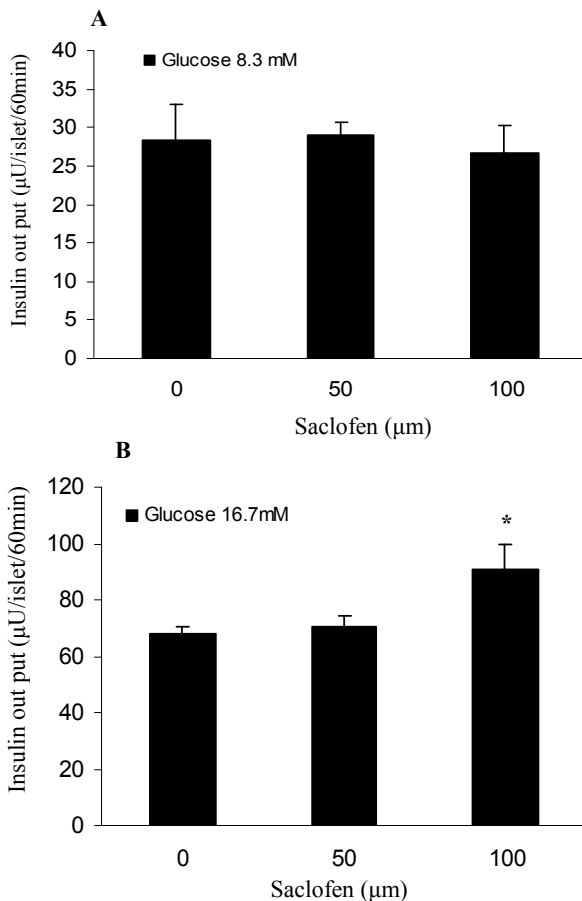 A
Glucose 8.3 mM
Insulin out put (μU/islet/60min)
40
35
30
25
20
15
10
5
0
0 50 100
Saclofen (μm)
B
Glucose 16.7mM
Insulin out put (μU/islet/60min)
120
100
80
60
40
20
0
*
0 50 100
Saclofen (μm)